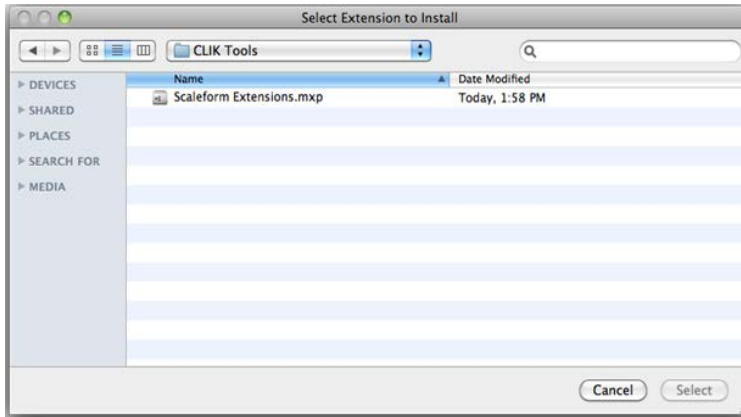 Select Extension to Install
CLIK Tools
DEVICES
SHARED
PLACES
SEARCH FOR
MEDIA
Name
Date Modified
Scaleform Extensions.mxp
Today, 1:58 PM
Cancel
Select